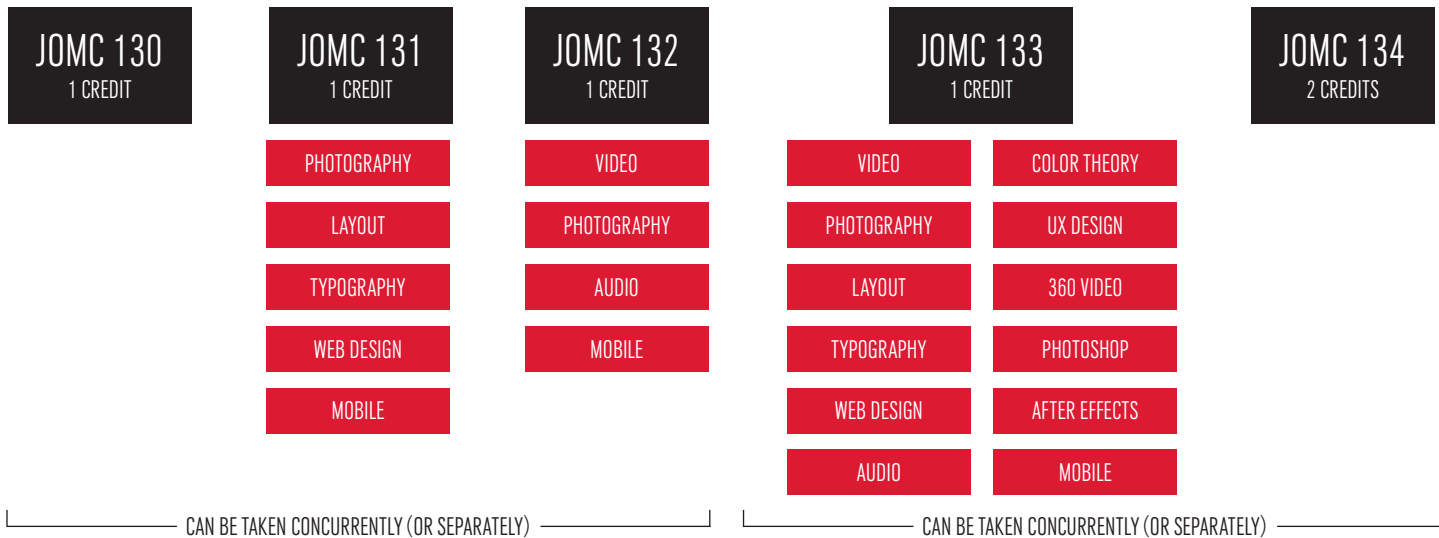 JOMC 130
1 CREDIT
JOMC 131
1 CREDIT
PHOTOGRAPHY
LAYOUT
TYPOGRAPHY
WEB DESIGN
MOBILE
JOMC 132
1 CREDIT
VIDEO
PHOTOGRAPHY
AUDIO
MOBILE
JOMC 133
1 CREDIT
VIDEO
PHOTOGRAPHY
LAYOUT
TYPOGRAPHY
WEB DESIGN
AUDIO
COLOR THEORY
UX DESIGN
360 VIDEO
PHOTOSHOP
AFTER EFFECTS
MOBILE
JOMC 134
2 CREDITS
CAN BE TAKEN CONCURRENTLY (OR SEPARATELY)
CAN BE TAKEN CONCURRENTLY (OR SEPARATELY)